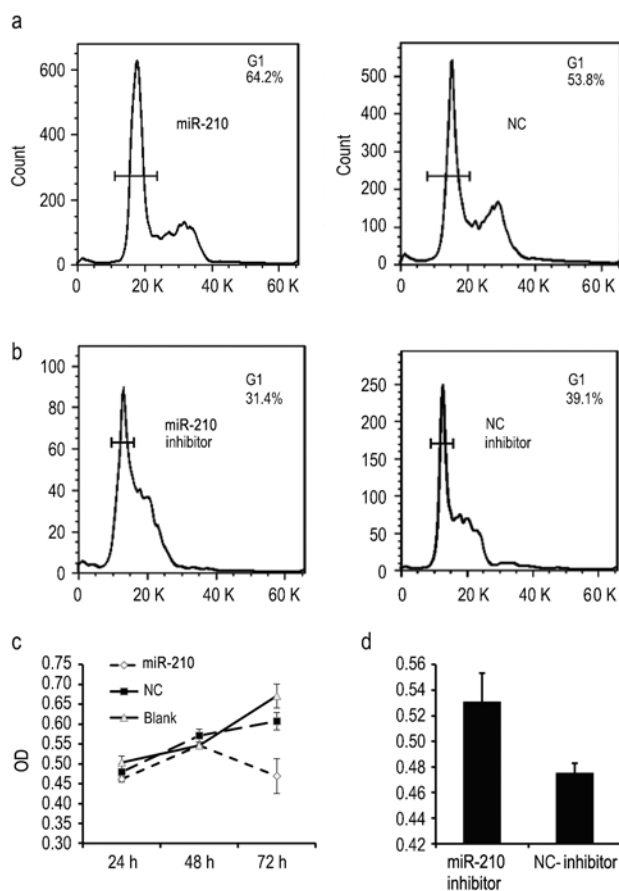 a
600
400
200
0
Count
0
20 K
40 K
60 K
G1
64.2%
miR-210
500
400
300
200
100
0
Count
0
20 K
40 K
60 K
G1
53.8%
NC
b
100
80
60
40
20
0
0
20 K
40 K
60 K
G1
31.4%
miR-210
inhibitor
250
200
150
100
50
0
0
20 K
40 K
60 K
G1
39.1%
NC
inhibitor
c
0.75
0.70
0.65
0.60
0.55
0.50
0.45
0.40
0.35
0.30
OD
miR-210
NC
Blank
24 h
48 h
72 h
d
0.56
0.54
0.52
0.50
0.48
0.46
0.44
0.42
miR-210
inhibitor
NC- inhibitor